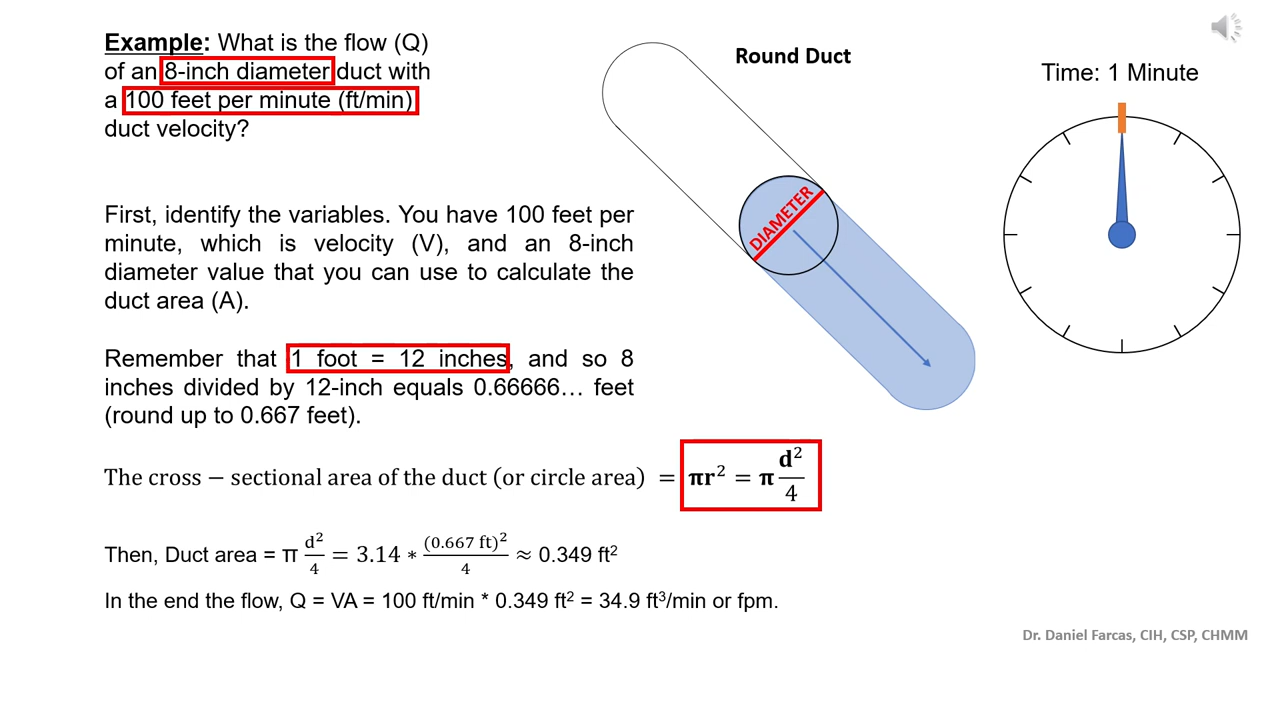 Example: What is the flow (Q)
of an 8-inch diameter duct with
a 100 feet per minute (ft/min)
duct velocity?
Round Duct
Time: 1 Minute
DIAMETER
First, identify the variables. You have 100 feet per
minute, which is velocity (V), and an 8-inch
diameter value that you can use to calculate the
duct area (A).
Remember that 1 foot = 12 inches, and so 8
inches divided by 12-inch equals 0.66666… feet
(round up to 0.667 feet).
The cross − sectional area of the duct (or circle area) = πr² = π d²/4
Then, Duct area = π d²/4 = 3.14 * (0.667 ft)²/4 ≈ 0.349 ft²
In the end the flow, Q = VA = 100 ft/min * 0.349 ft² = 34.9 ft³/min or fpm.
Dr. Daniel Farcas, CIH, CSP, CHMM